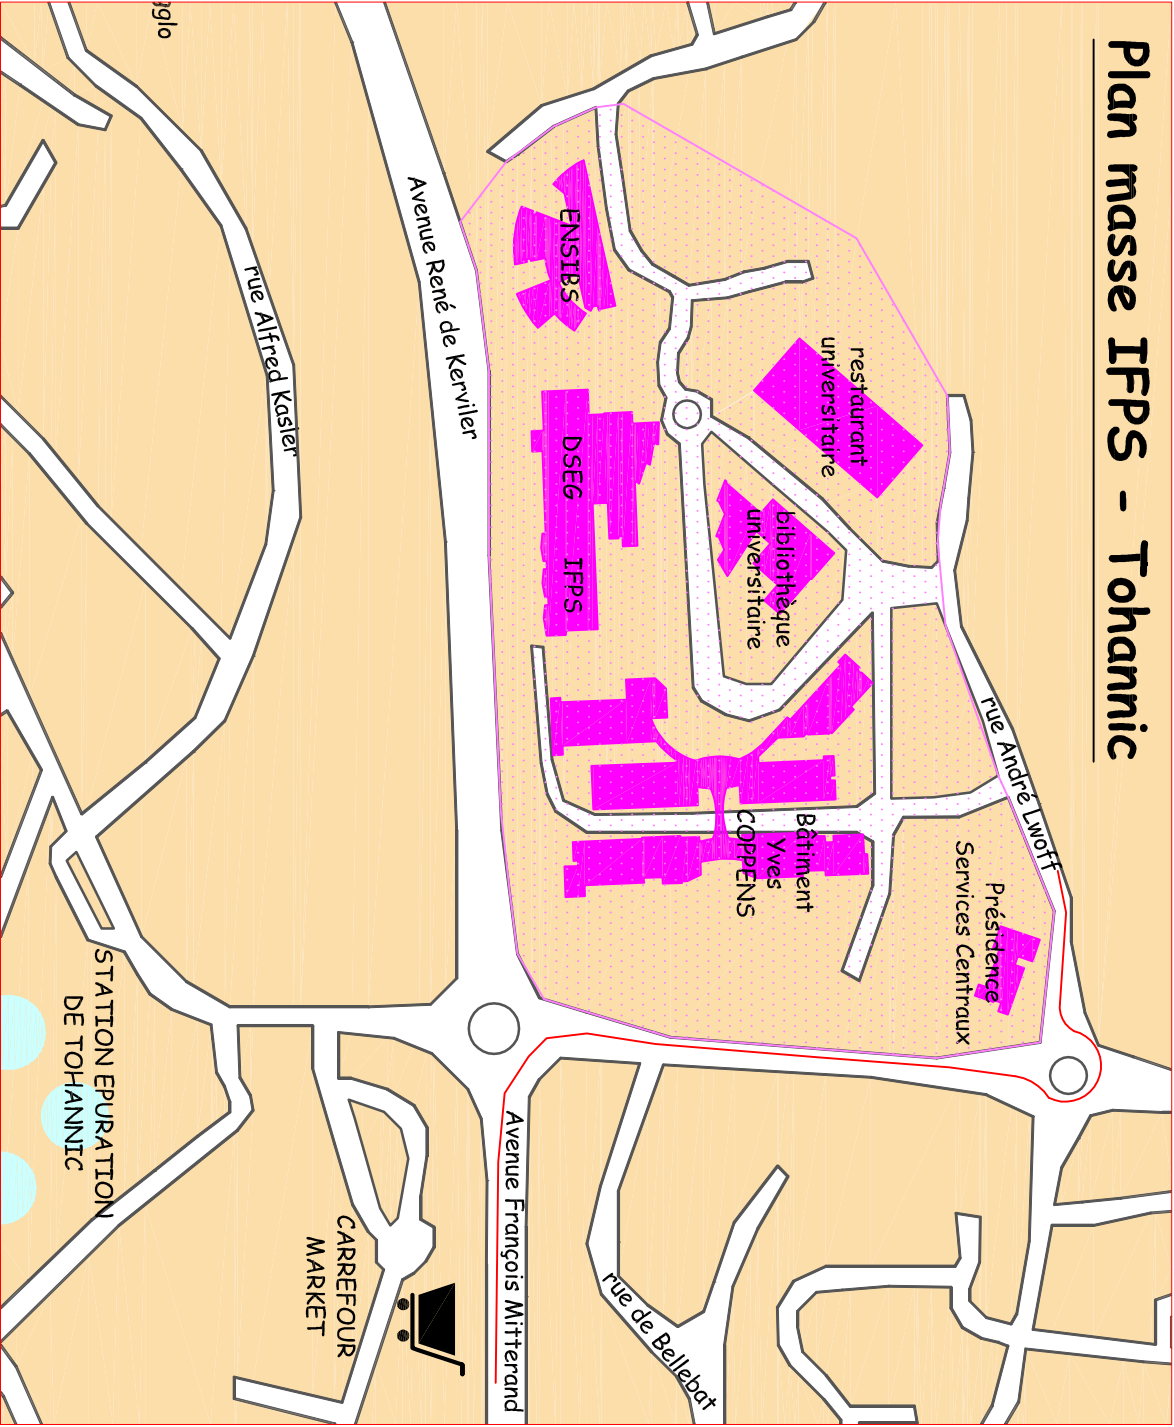 Plan masse IFPS - Tohannic
rue André Lwoff
Présidence
Services Centraux
restaurant
universitaire
bibliothèque
universitaire
Bâtiment
Yves
COPPENS
ENSIBS
DSEG
IFPS
Avenue René de Kerviler
Avenue François Mitterand
rue de Bellebat
rue Alfred Kasler
CARREFOUR
MARKET
STATION EPURATION
DE TOHANNIC